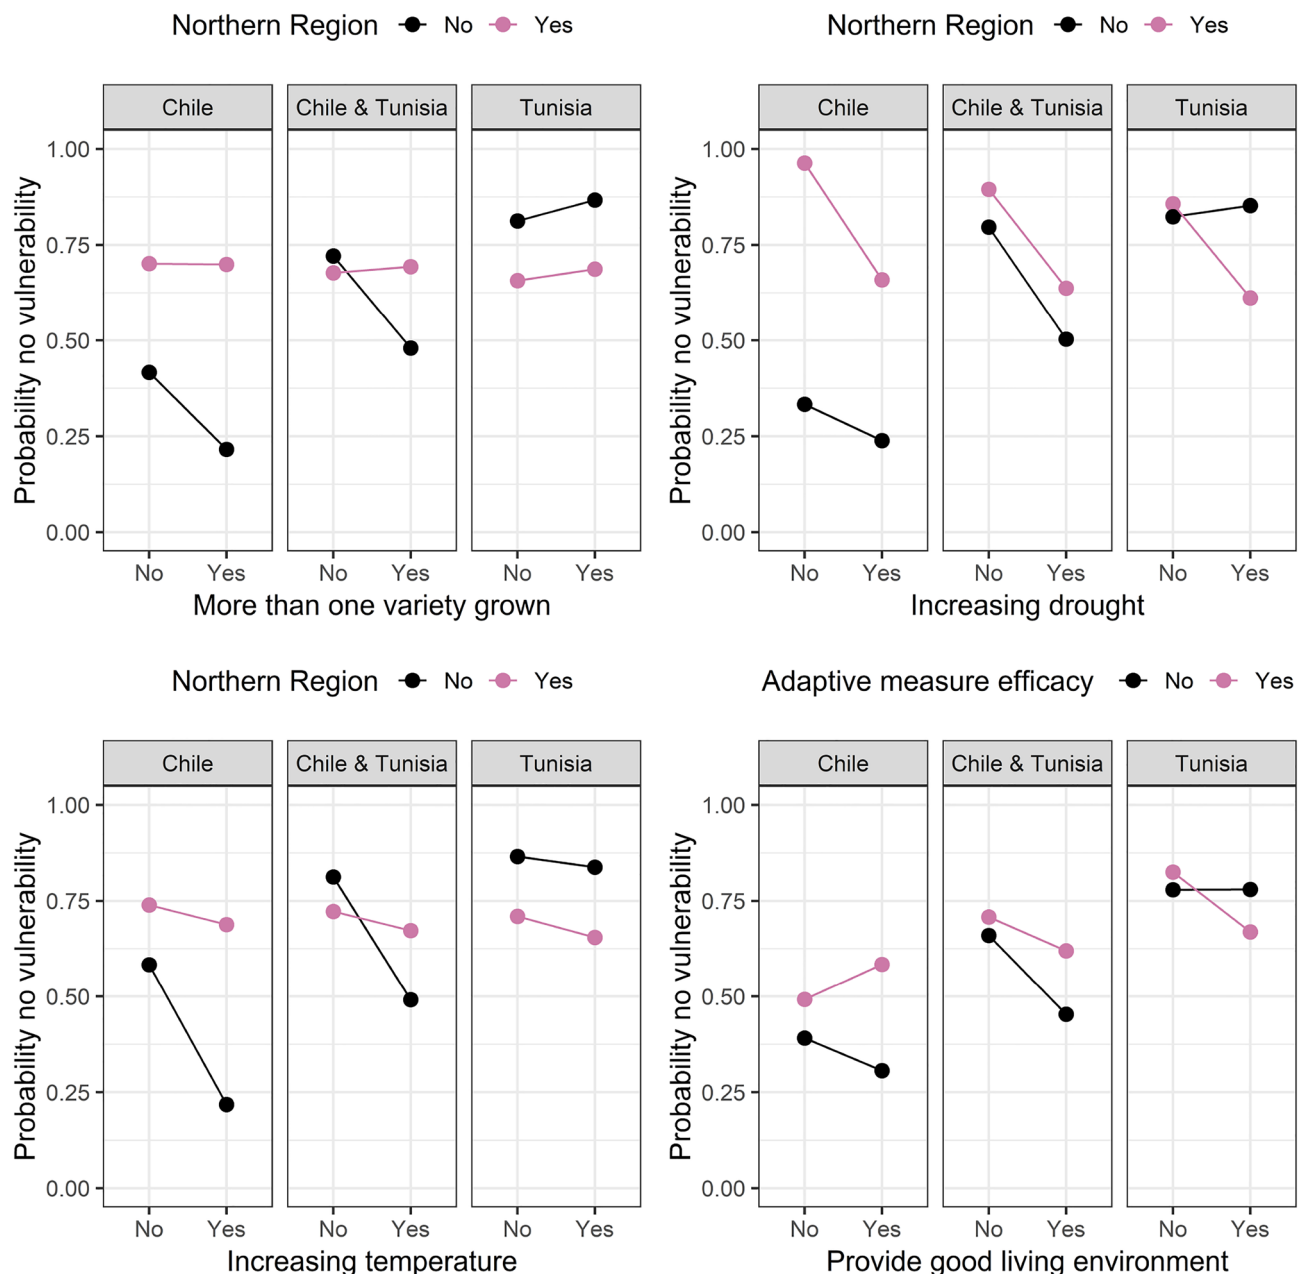 Northern Region No Yes
Chile Chile & Tunisia Tunisia
Probability no vulnerability
1.00
0.75
0.50
0.25
0.00
No Yes No Yes No Yes
More than one variety grown
Northern Region No Yes
Chile Chile & Tunisia Tunisia
Probability no vulnerability
1.00
0.75
0.50
0.25
0.00
No Yes No Yes No Yes
Increasing drought
Northern Region No Yes
Chile Chile & Tunisia Tunisia
Probability no vulnerability
1.00
0.75
0.50
0.25
0.00
No Yes No Yes No Yes
Increasing temperature
Adaptive measure efficacy No Yes
Chile Chile & Tunisia Tunisia
Probability no vulnerability
1.00
0.75
0.50
0.25
0.00
No Yes No Yes No Yes
Provide good living environment